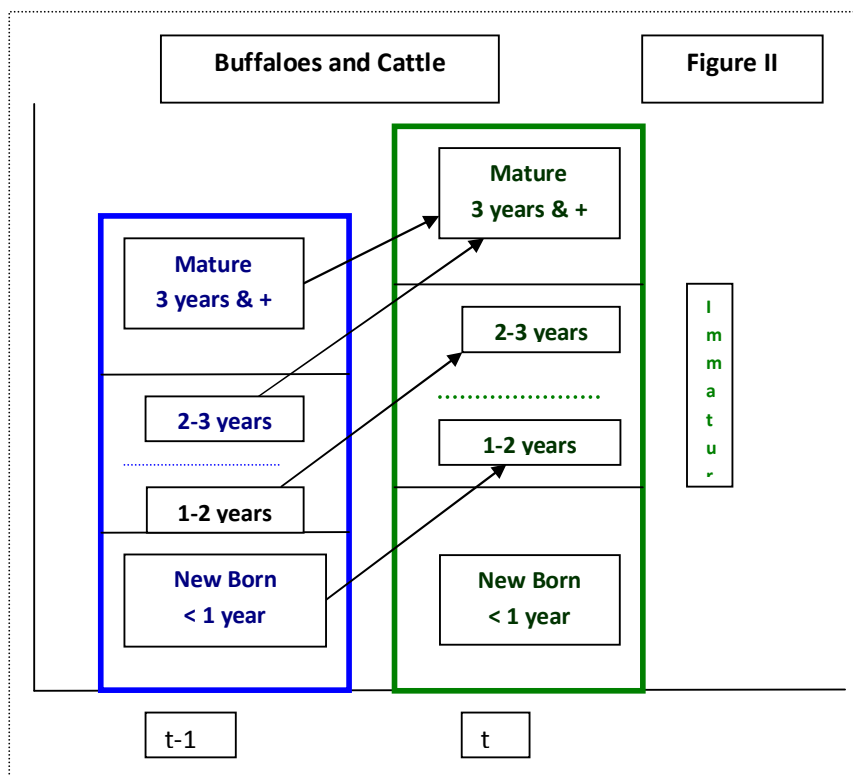 Buffaloes and Cattle
Figure II
Mature
3 years & +
2-3 years
1-2 years
New Born
< 1 year
Mature
3 years & +
2-3 years
1-2 years
New Born
< 1 year
I
m
m
a
t
u
r
t-1
t